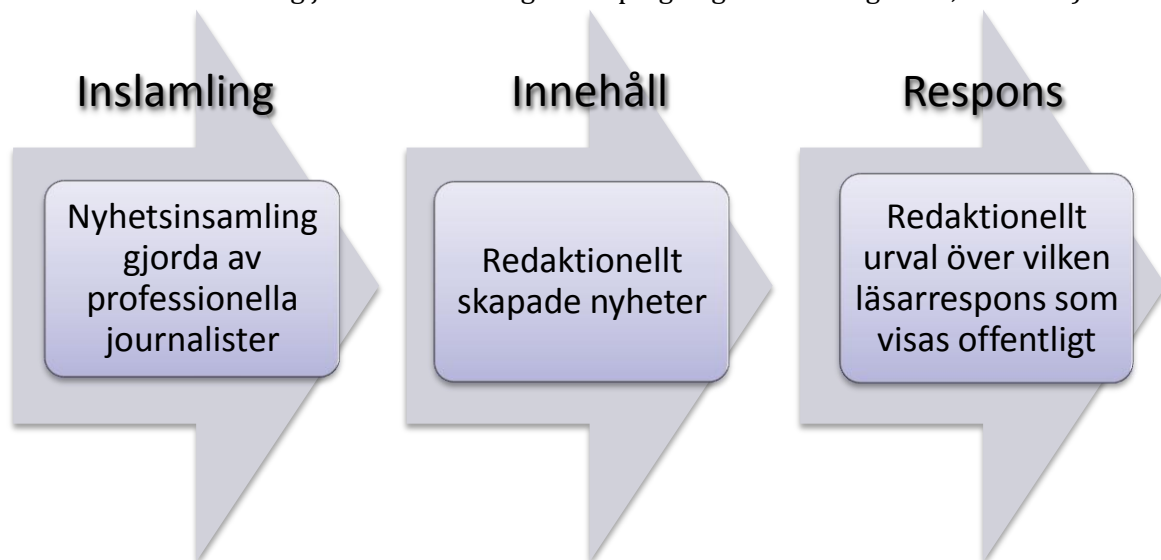 Inslamling
Innehåll
Respons
Nyhetsinsamling
gjorda av
professionella
journalister
Redaktionellt
skapade nyheter
Redaktionellt
urval över vilken
läsarrespons som
visas offentligt